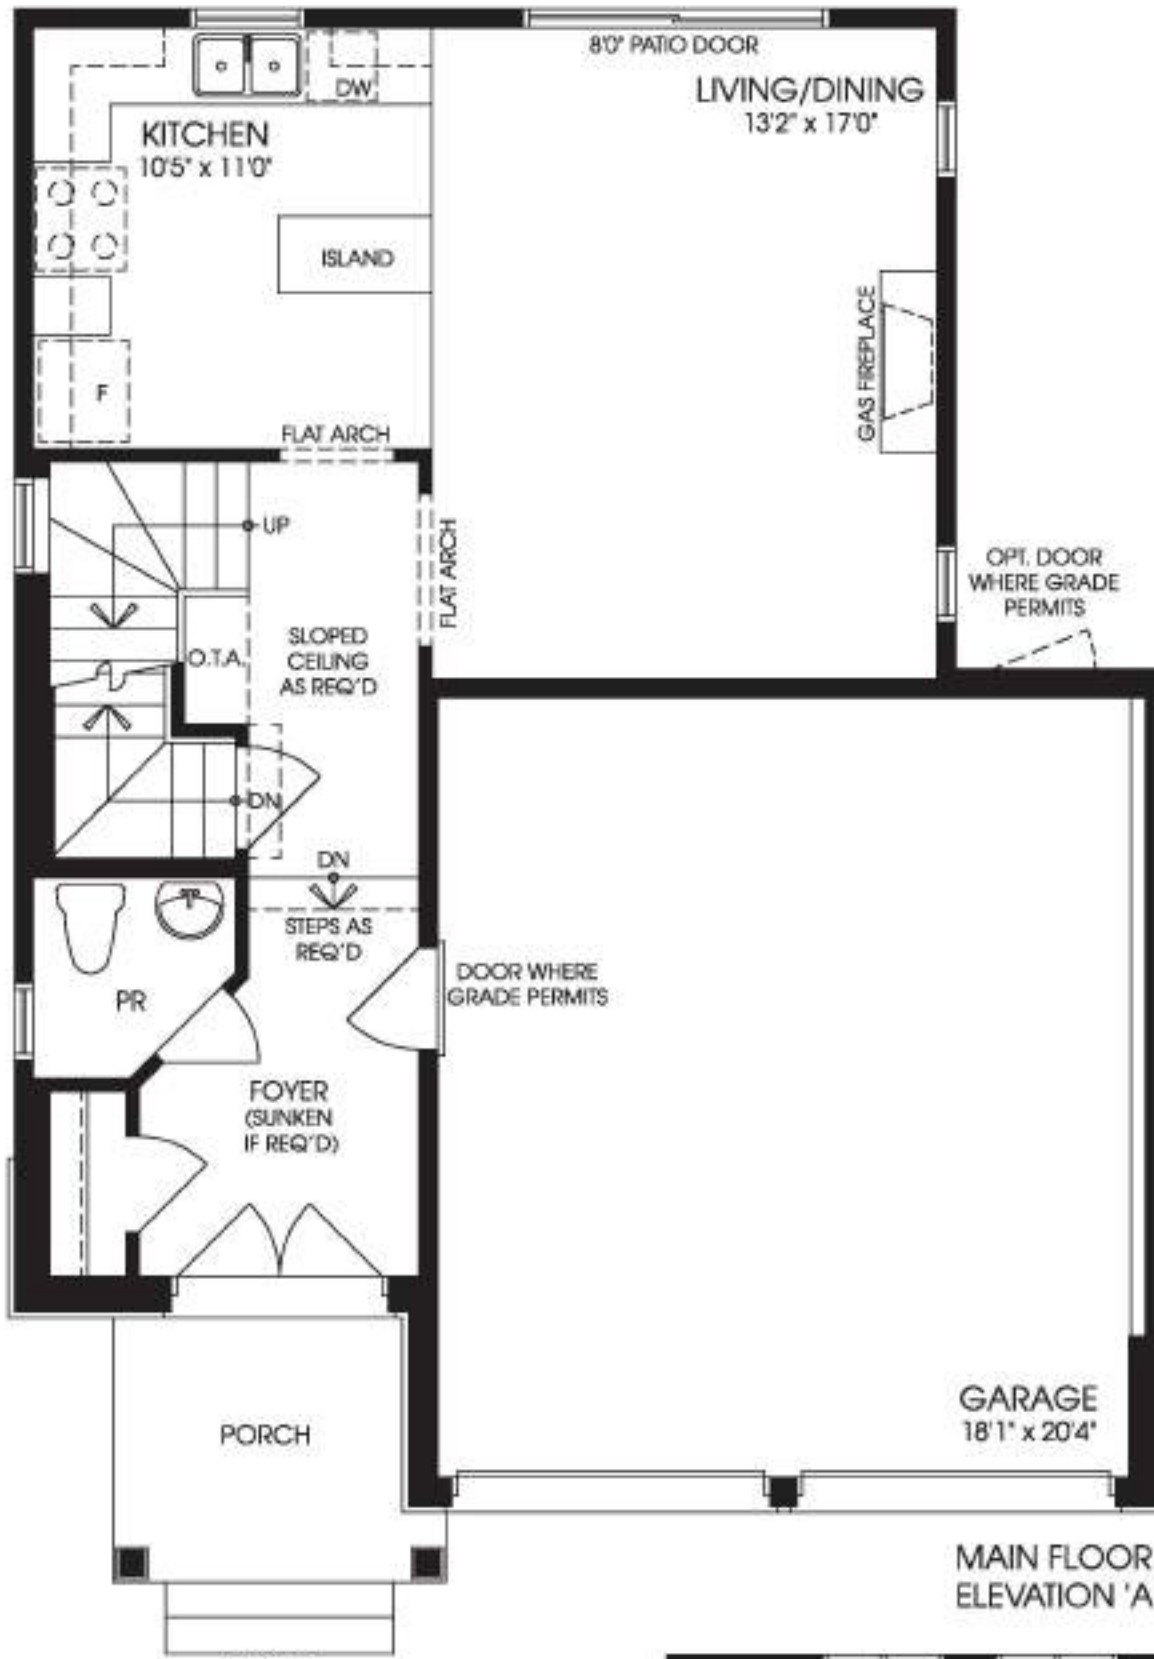 8'0" PATIO DOOR
DW
LIVING/DINING
13'2" x 17'0"
KITCHEN
10'5" x 11'0"
ISLAND
GAS FIREPLACE
F
FLAT ARCH
UP
FLAT ARCH
OPT. DOOR
WHERE GRADE
PERMITS
O.T.A.
SLOPED
CEILING
AS REQ'D
DN
DN
STEPS AS
REQ'D
DOOR WHERE
GRADE PERMITS
PR
FOYER
(SUNKEN
IF REQ'D)
GARAGE
18'1" x 20'4"
PORCH
MAIN FLOOR
ELEVATION 'A